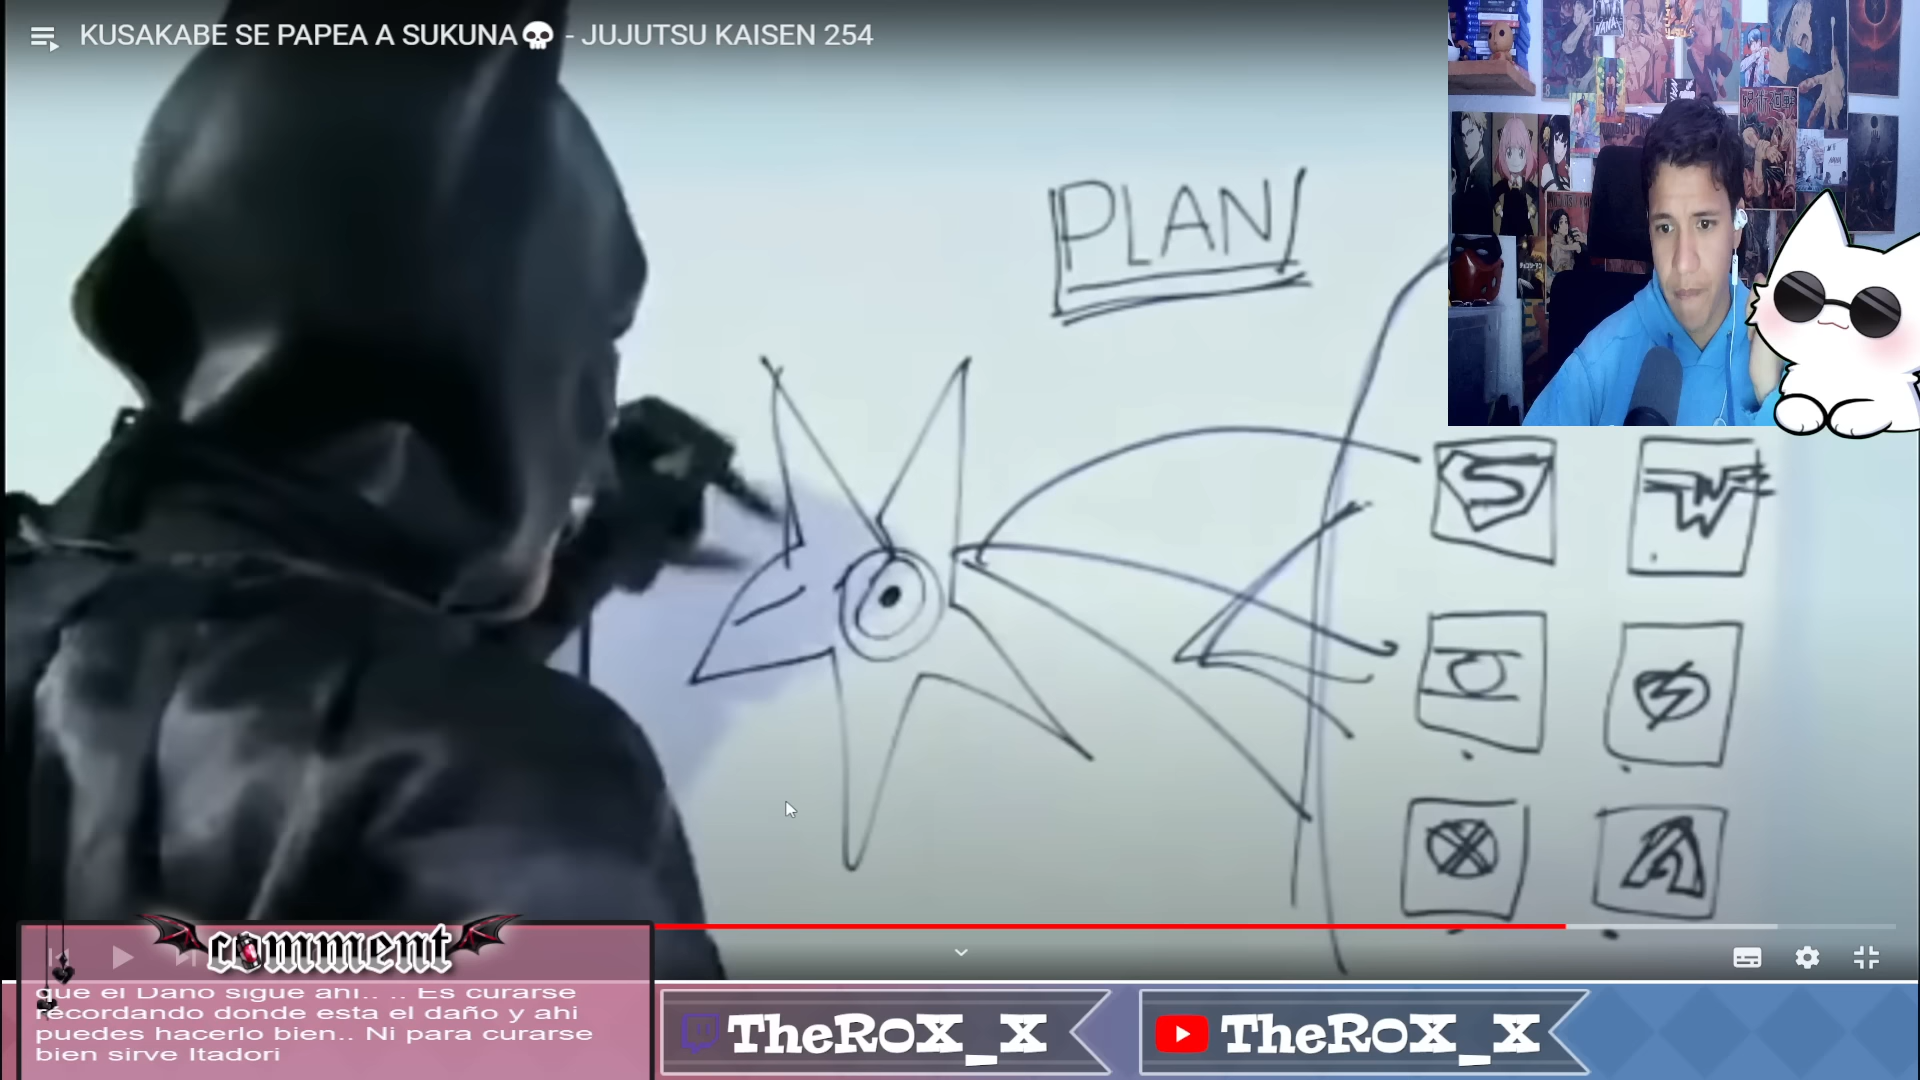 KUSAKABE SE PAPEA A SUKUNA💀 - JUJUTSU KAISEN 254
PLAN
S
W
A
comment
que el Daño sigue ahi.. .. Es curarse
recordando donde esta el daño y ahi
puedes hacerlo bien.. Ni para curarse
bien sirve Itadori
TheROX_X
TheROX_X